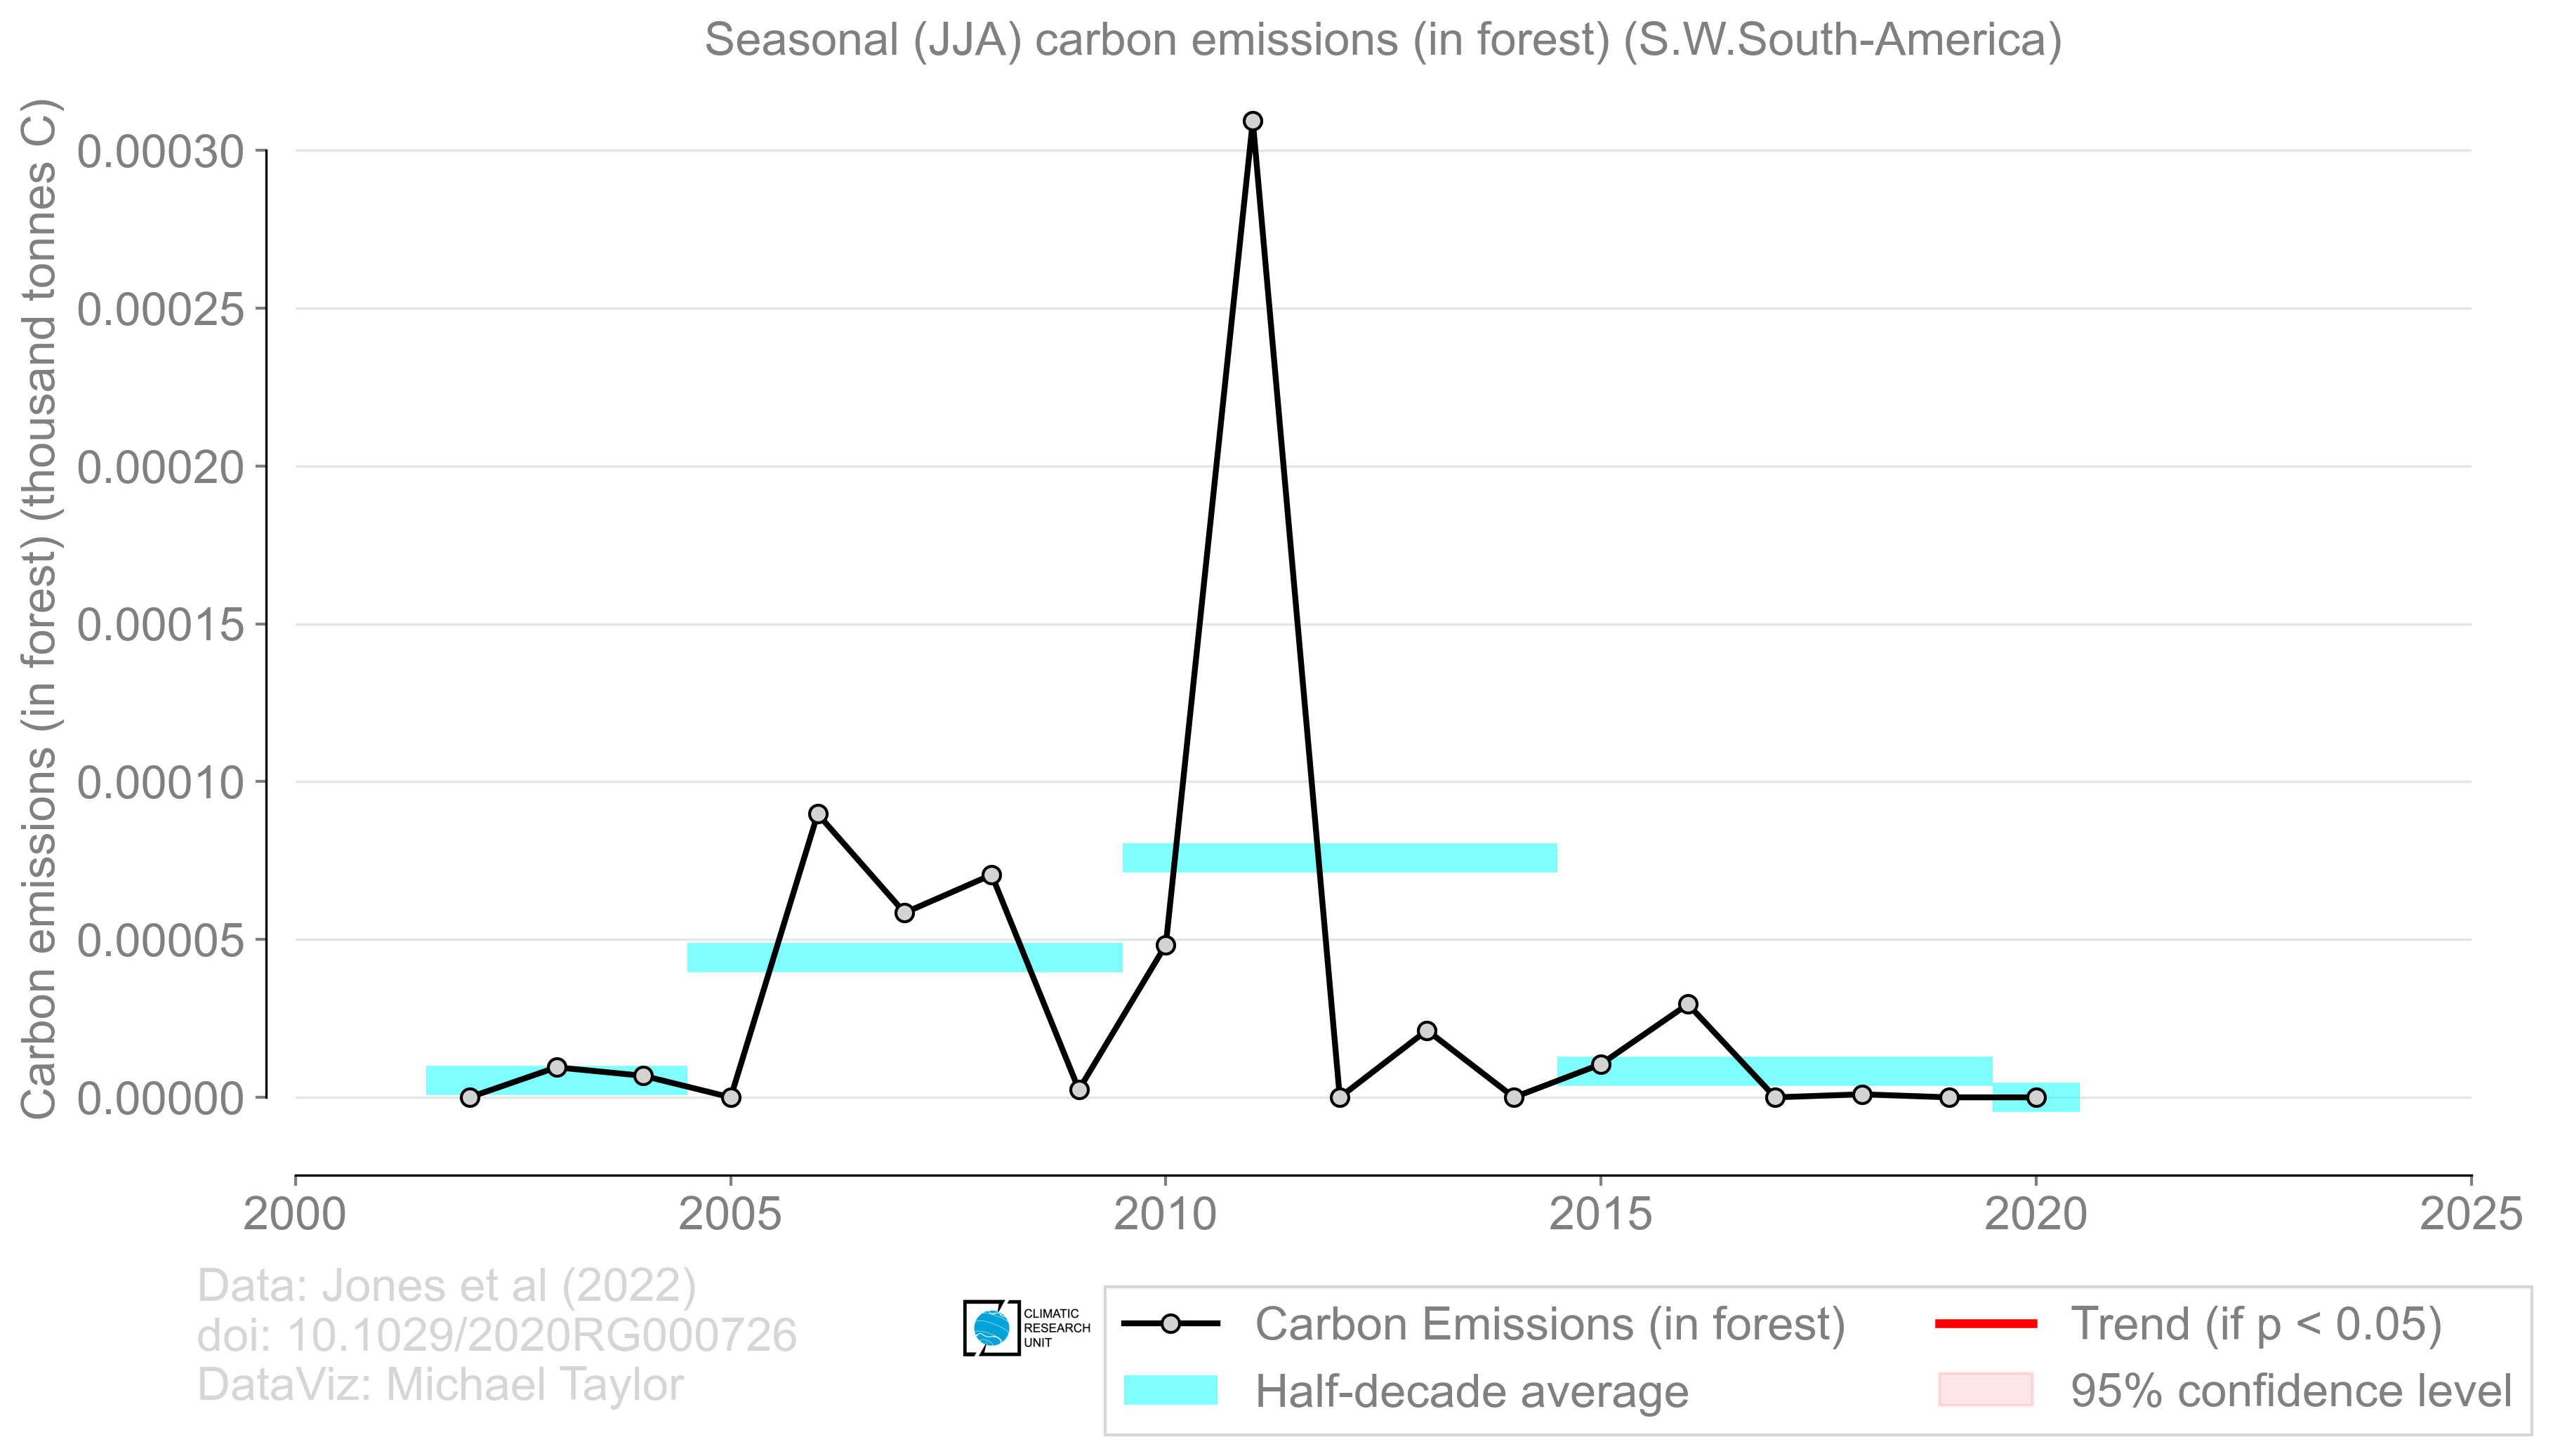 Seasonal (JJA) carbon emissions (in forest) (S.W.South-America)
Carbon emissions (in forest) (thousand tonnes C)
0.00030
0.00025
0.00020
0.00015
0.00010
0.00005
0.00000
2000 2005 2010 2015 2020 2025
Data: Jones et al (2022)
doi: 10.1029/2020RG000726
DataViz: Michael Taylor
CLIMATIC
RESEARCH
UNIT
Carbon Emissions (in forest)
Half-decade average
Trend (if p < 0.05)
95% confidence level